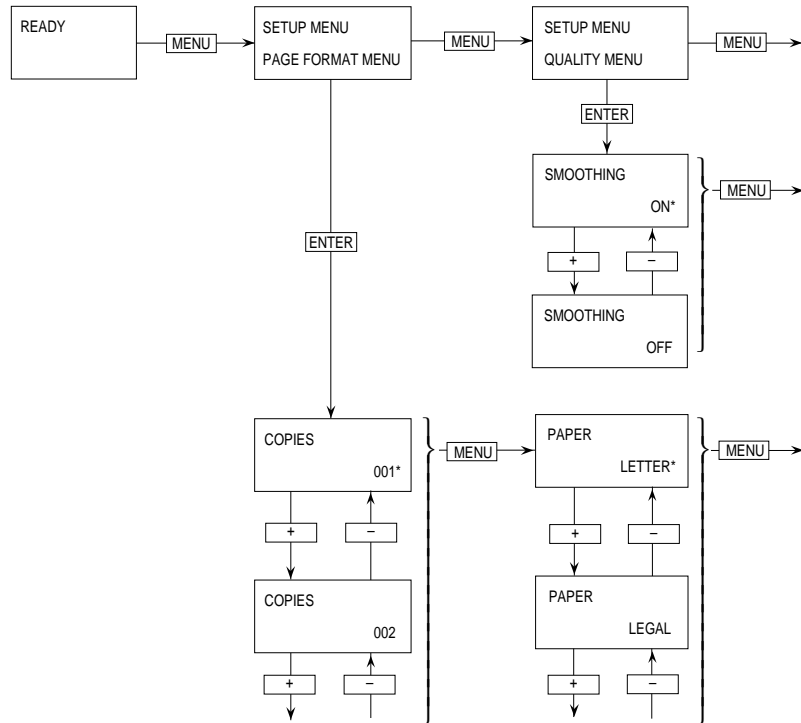 READY
MENU
SETUP MENU
PAGE FORMAT MENU
MENU
SETUP MENU
QUALITY MENU
MENU
ENTER
SMOOTHING
ON*
MENU
+
–
SMOOTHING
OFF
ENTER
COPIES
001*
MENU
PAPER
LETTER*
MENU
+
–
+
–
COPIES
002
PAPER
LEGAL
+
–
+
–